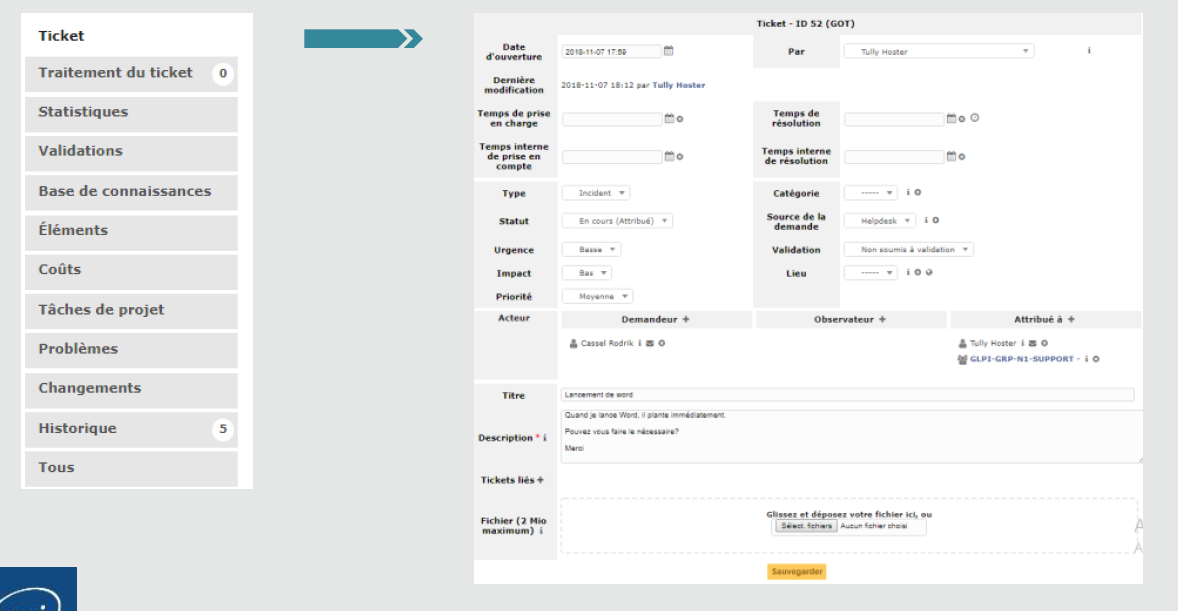 Ticket
Traitement du ticket 0
Statistiques
Validations
Base de connaissances
Éléments
Coûts
Tâches de projet
Problèmes
Changements
Historique 5
Tous
Ticket - ID 52 (GOT)
Date d'ouverture 2018-11-07 17:59 Par Tully Hoster i
Dernière modification 2018-11-07 18:12 par Tully Hoster
Temps de prise en charge Temps de résolution
Temps interne de prise en compte Temps interne de résolution
Type Incident Catégorie ----- i
Statut En cours (Attribué) Source de la demande Helpdesk i
Urgence Basse Validation Non soumis à validation
Impact Bas Lieu ----- i
Priorité Moyenne
Acteur Demandeur + Observateur + Attribué à +
Cassel Rodrik i Tully Hoster i
GLPI-GRP-N1-SUPPORT - i
Titre Lancement de word
Quand je lance Word, il plante immédiatement.
Description * i Pouvez vous faire le nécessaire?
Merci
Tickets liés +
Fichier (2 Mio maximum) i Glissez et déposez votre fichier ici, ou
Sélect. fichiers Aucun fichier choisi
Sauvegarder